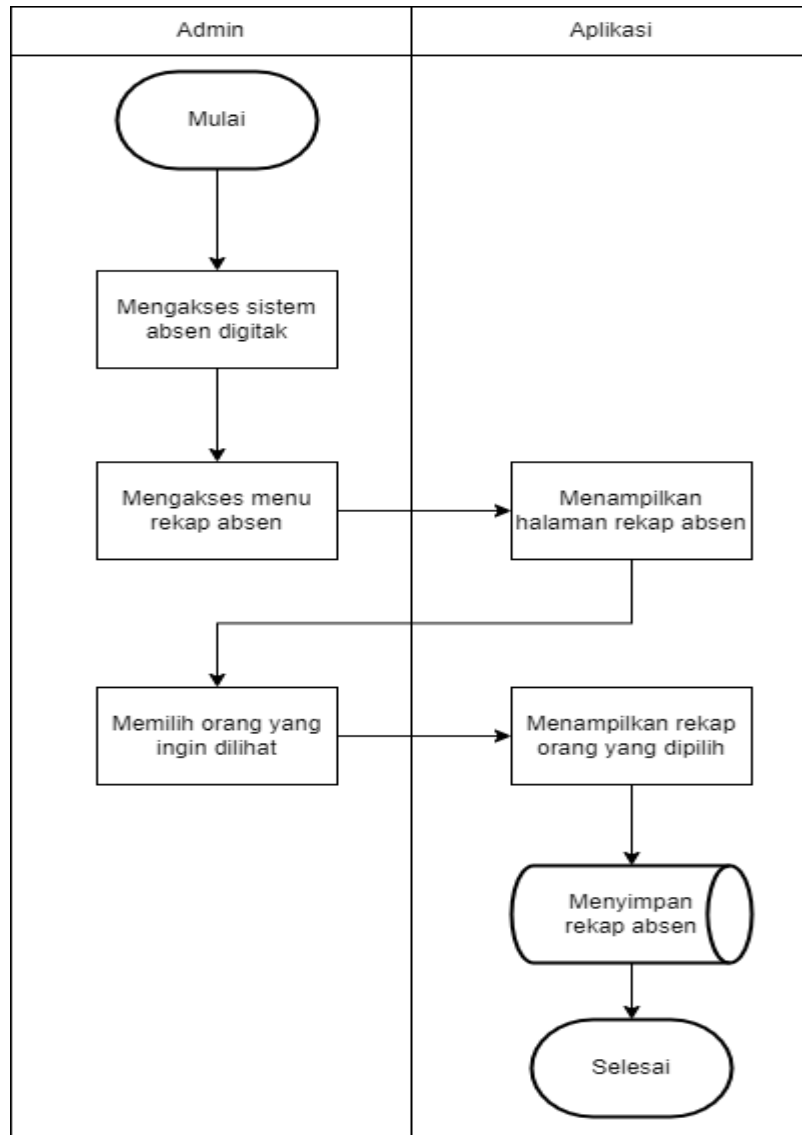 Admin
Aplikasi
Mulai
Mengakses sistem
absen digitak
Mengakses menu
rekap absen
Menampilkan
halaman rekap absen
Memilih orang yang
ingin dilihat
Menampilkan rekap
orang yang dipilih
Menyimpan
rekap absen
Selesai